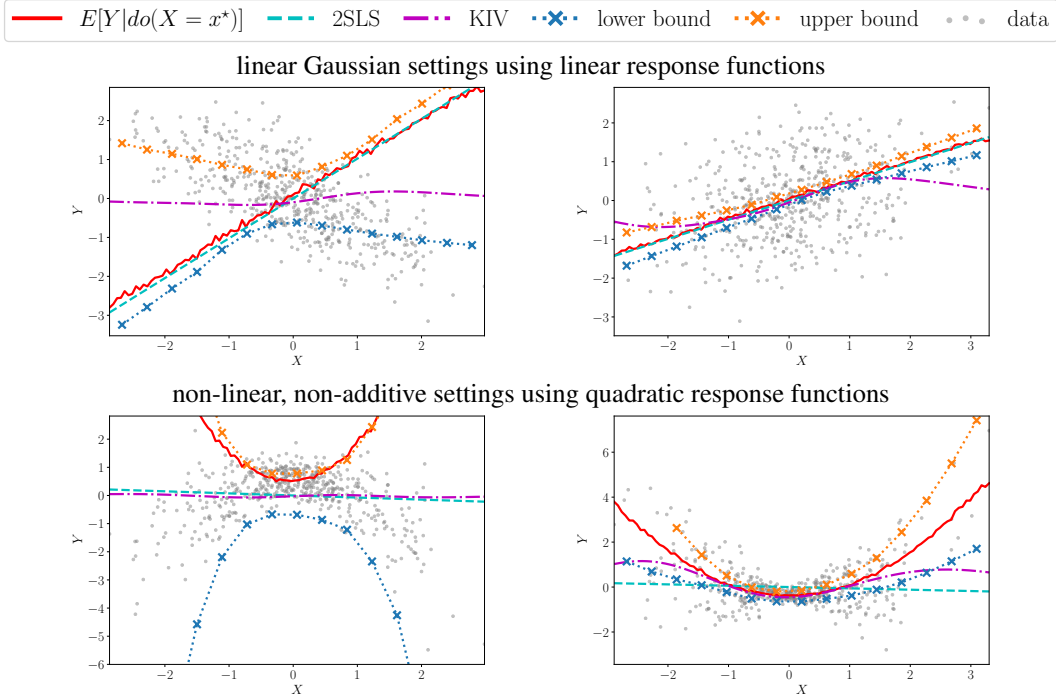 E[Y|do(X = x⋆)] 2SLS KIV lower bound upper bound data
linear Gaussian settings using linear response functions
2
1
0
−1
−2
−3
Y
−2 −1 0 1 2
X
2
1
0
−1
−2
−3
Y
−2 −1 0 1 2 3
X
non-linear, non-additive settings using quadratic response functions
2
1
0
−1
−2
−3
−4
−5
−6
Y
−2 −1 0 1 2
X
6
4
2
0
−2
Y
−2 −1 0 1 2 3
X